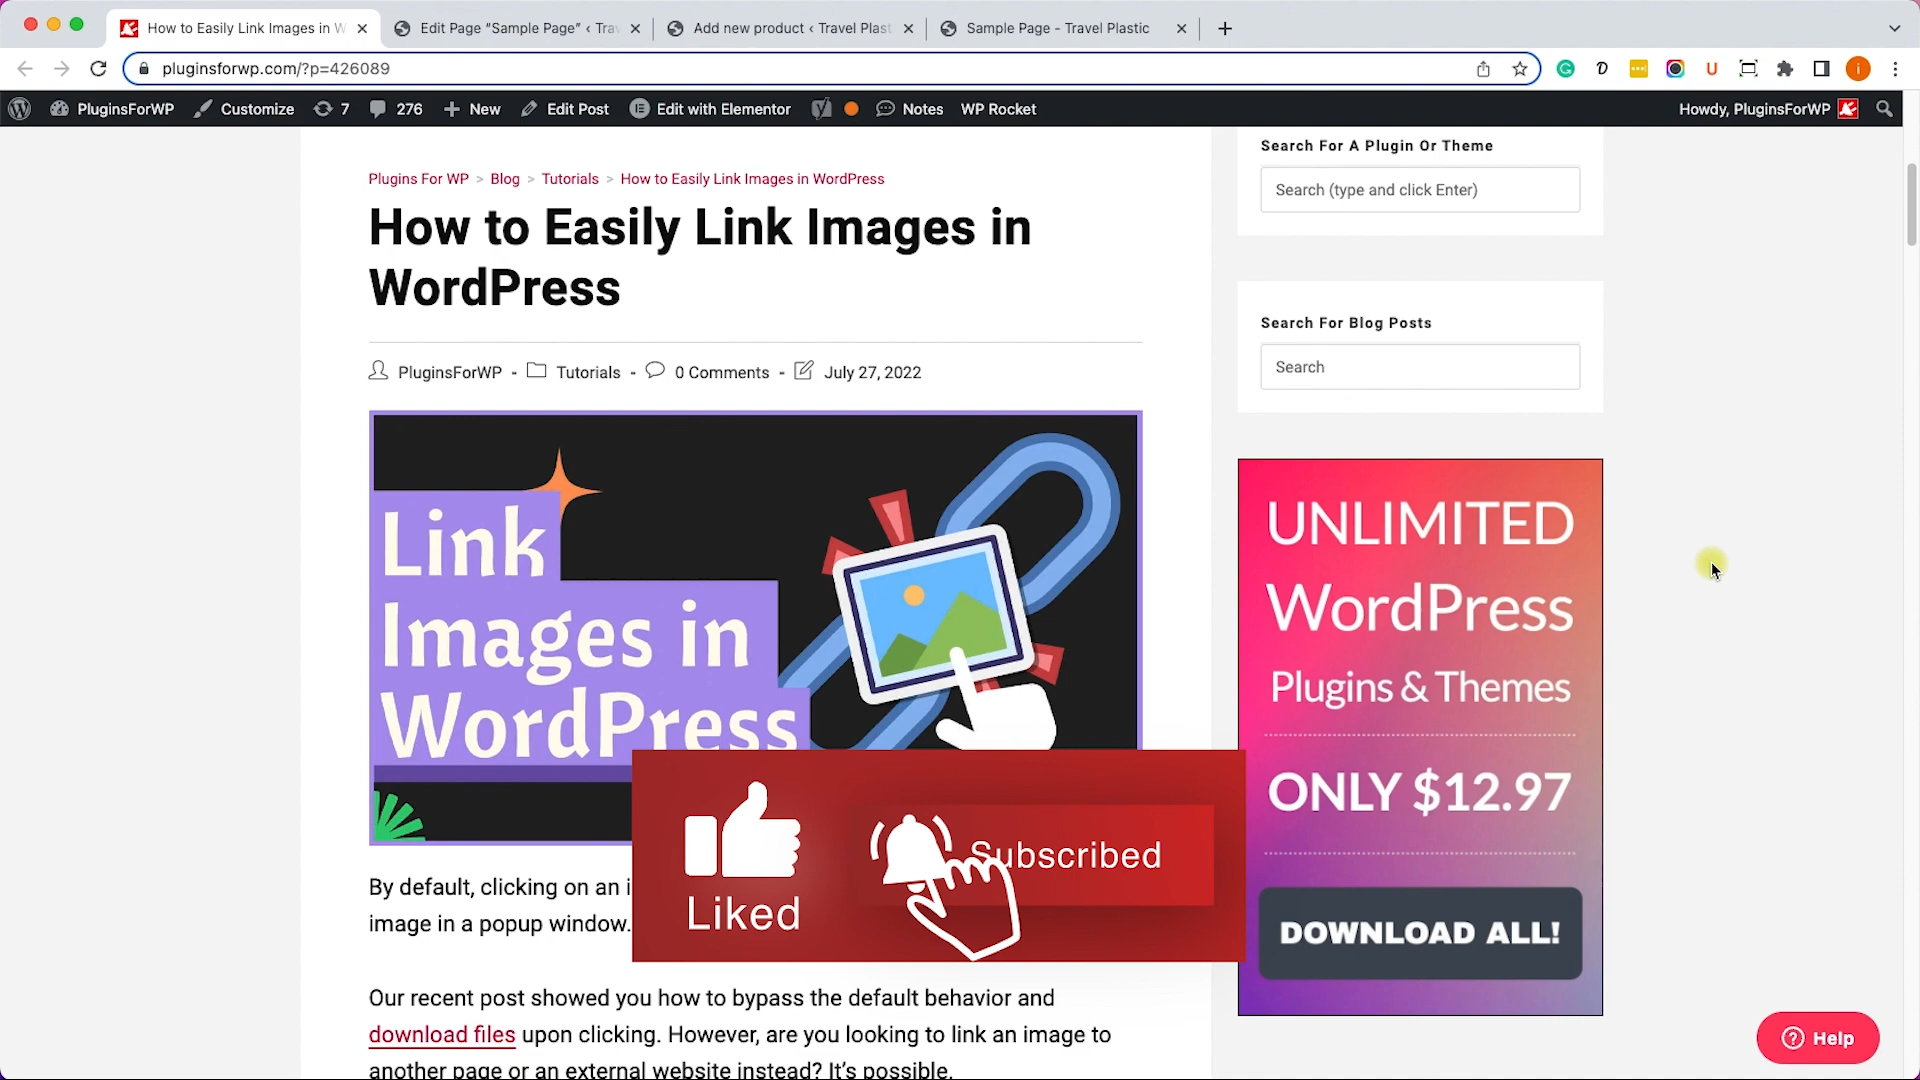 How to Easily Link Images in W
Edit Page “Sample Page” ‹ Tra
Add new product ‹ Travel Plast
Sample Page – Travel Plastic
pluginsforwp.com/?p=426089
PluginsForWP
Customize
7
276
New
Edit Post
Edit with Elementor
Notes
WP Rocket
Howdy, PluginsForWP
Plugins For WP > Blog > Tutorials > How to Easily Link Images in WordPress
How to Easily Link Images in
WordPress
PluginsForWP - Tutorials - 0 Comments - July 27, 2022
Link
Images in
WordPress
Liked
Subscribed
By default, clicking on an i
image in a popup window.
Our recent post showed you how to bypass the default behavior and
download files upon clicking. However, are you looking to link an image to
another page or an external website instead? It’s possible.
Search For A Plugin Or Theme
Search (type and click Enter)
Search For Blog Posts
Search
UNLIMITED
WordPress
Plugins & Themes
ONLY $12.97
DOWNLOAD ALL!
Help